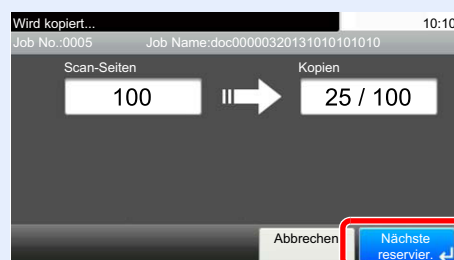 Wird kopiert... 10:10
Job No.:0005 Job Name:doc00000320131010101010
Scan-Seiten Kopien
100 25 / 100
Abbrechen Nächste
reservier.